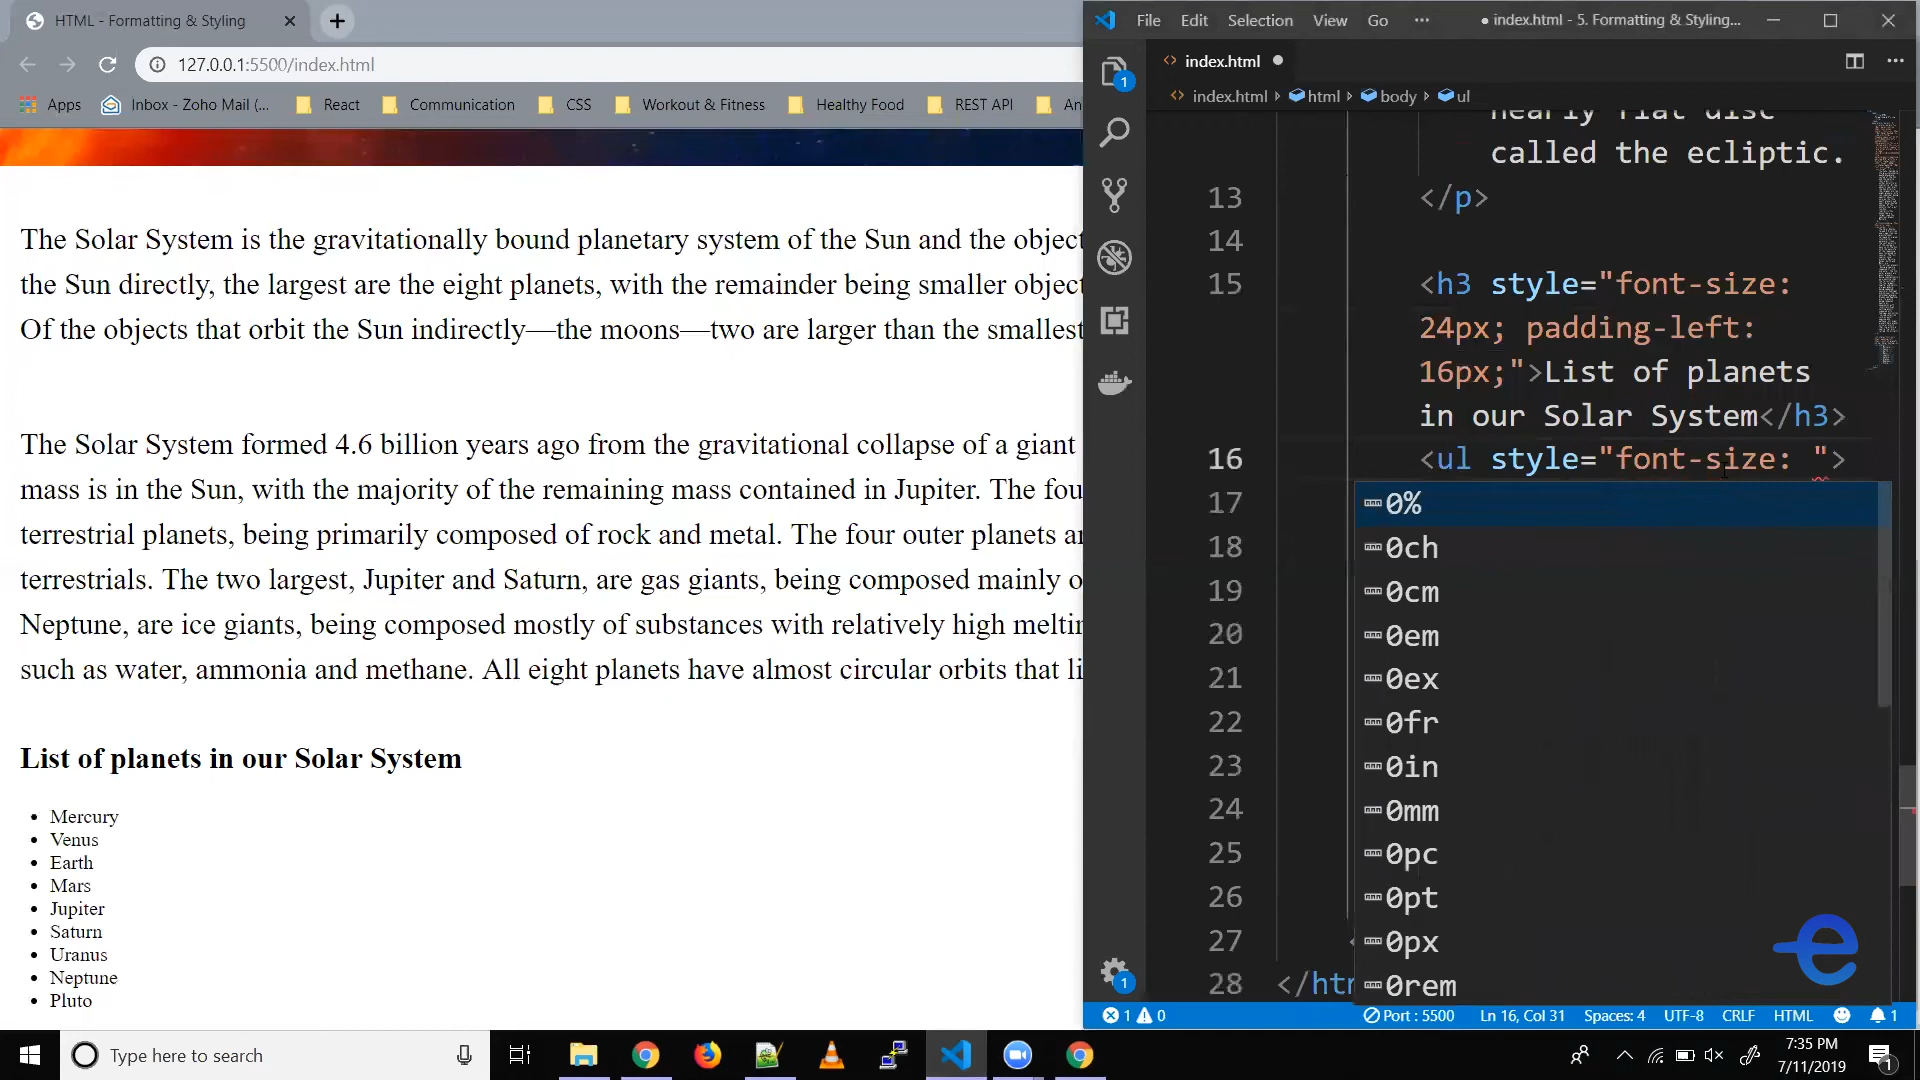 HTML - Formatting & Styling
127.0.0.1:5500/index.html
Apps
Inbox - Zoho Mail (...
React
Communication
CSS
Workout & Fitness
Healthy Food
REST API
An
The Solar System is the gravitationally bound planetary system of the Sun and the object
the Sun directly, the largest are the eight planets, with the remainder being smaller object
Of the objects that orbit the Sun indirectly—the moons—two are larger than the smallest
The Solar System formed 4.6 billion years ago from the gravitational collapse of a giant
mass is in the Sun, with the majority of the remaining mass contained in Jupiter. The fou
terrestrial planets, being primarily composed of rock and metal. The four outer planets ar
terrestrials. The two largest, Jupiter and Saturn, are gas giants, being composed mainly o
Neptune, are ice giants, being composed mostly of substances with relatively high meltin
such as water, ammonia and methane. All eight planets have almost circular orbits that li
List of planets in our Solar System
• Mercury
• Venus
• Earth
• Mars
• Jupiter
• Saturn
• Uranus
• Neptune
• Pluto
File Edit Selection View Go ··· ● index.html - 5. Formatting & Styling...
index.html ●
index.html › html › body › ul
nearly flat disc
called the ecliptic.
13 </p>
14
15 <h3 style="font-size:
24px; padding-left:
16px;">List of planets
in our Solar System</h3>
16 <ul style="font-size: ">
17 0%
18 0ch
19 0cm
20 0em
21 0ex
22 0fr
23 0in
24 0mm
25 0pc
26 0pt
27 < 0px
28 </htm 0rem
1
1
e
1 0 Port : 5500 Ln 16, Col 31 Spaces: 4 UTF-8 CRLF HTML 1
Type here to search
7:35 PM
7/11/2019
1